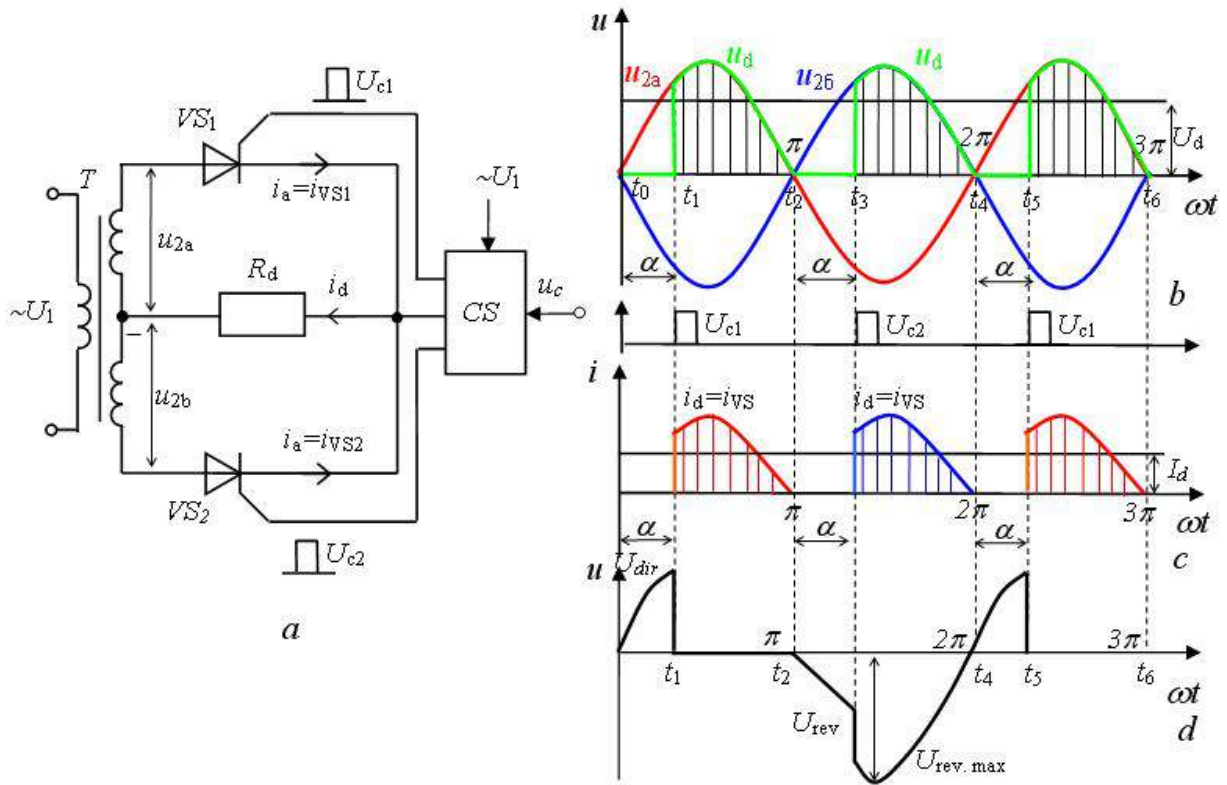 U_c1
VS_1
T
i_a=i_VS1
~U_1
u_2a
R_d
i_d
u_c
CS
~U_1
–
u_2b
i_a=i_VS2
VS_2
U_c2
a
u
u_2a
u_d
u_2б
u_d
U_d
π
2π
3π
t_0
t_1
t_2
t_3
t_4
t_5
t_6
ωt
α
α
α
b
U_c1
U_c2
U_c1
i
i_d=i_VS
i_d=i_VS
I_d
π
2π
3π
ωt
α
α
α
c
U_dir
u
π
2π
3π
t_1
t_2
t_4
t_5
t_6
ωt
U_rev
d
U_rev. max